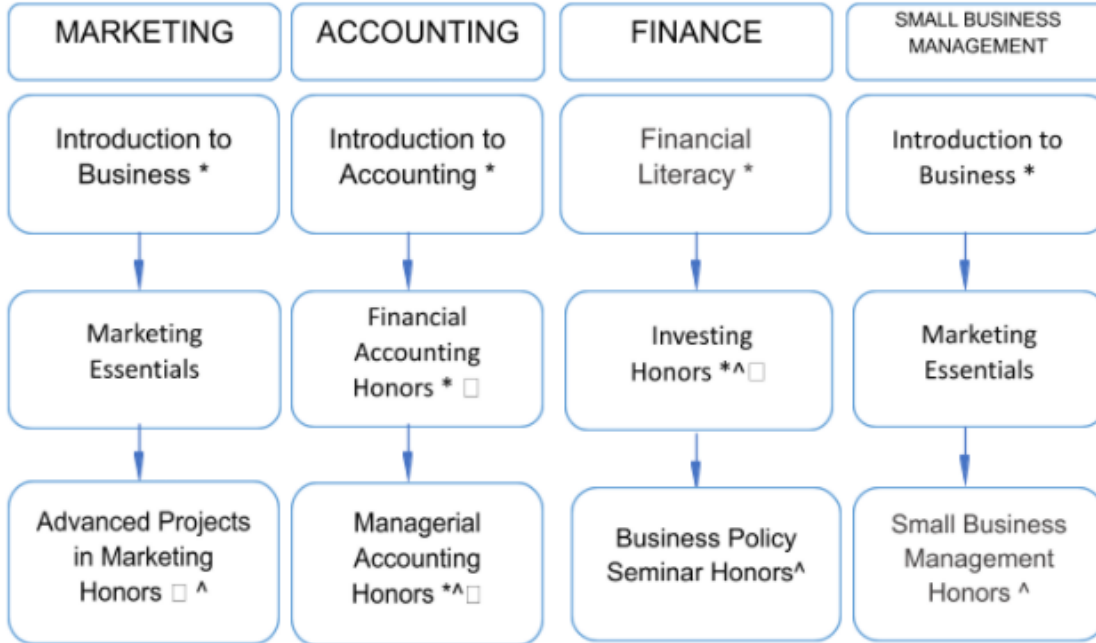 MARKETING
ACCOUNTING
FINANCE
SMALL BUSINESS
MANAGEMENT
Introduction to
Business *
Introduction to
Accounting *
Financial
Literacy *
Introduction to
Business *
Marketing
Essentials
Financial
Accounting
Honors * □
Investing
Honors *^□
Marketing
Essentials
Advanced Projects
in Marketing
Honors □ ^
Managerial
Accounting
Honors *^□
Business Policy
Seminar Honors^
Small Business
Management
Honors ^